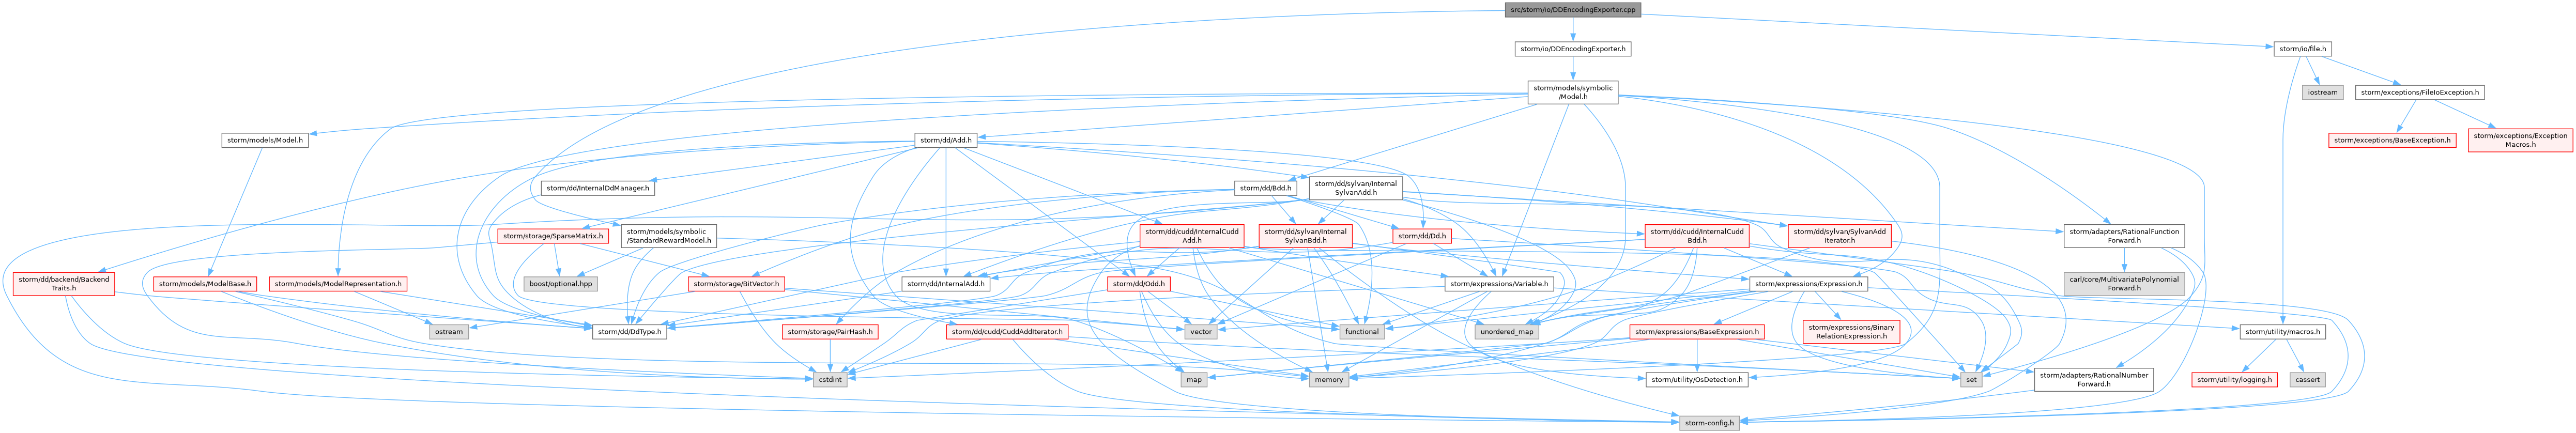 src/storm/io/DDEncodingExporter.cpp
storm/io/DDEncodingExporter.h
storm/io/file.h
storm/models/symbolic
/Model.h
iostream
storm/exceptions/FileIoException.h
storm/models/Model.h
storm/dd/Add.h
storm/exceptions/BaseException.h
storm/exceptions/Exception
Macros.h
storm/dd/InternalDdManager.h
storm/dd/Bdd.h
storm/dd/sylvan/Internal
SylvanAdd.h
storm/storage/SparseMatrix.h
storm/models/symbolic
/StandardRewardModel.h
storm/dd/cudd/InternalCudd
Add.h
storm/dd/sylvan/Internal
SylvanBdd.h
storm/dd/Dd.h
storm/dd/cudd/InternalCudd
Bdd.h
storm/dd/sylvan/SylvanAdd
Iterator.h
storm/adapters/RationalFunction
Forward.h
storm/dd/backend/Backend
Traits.h
storm/models/ModelBase.h
storm/models/ModelRepresentation.h
boost/optional.hpp
storm/storage/BitVector.h
storm/dd/InternalAdd.h
storm/dd/Odd.h
storm/expressions/Variable.h
storm/expressions/Expression.h
carl/core/MultivariatePolynomial
Forward.h
ostream
storm/dd/DdType.h
storm/storage/PairHash.h
storm/dd/cudd/CuddAddIterator.h
vector
functional
unordered_map
storm/expressions/BaseExpression.h
storm/expressions/Binary
RelationExpression.h
storm/utility/macros.h
cstdint
map
memory
storm/utility/OsDetection.h
set
storm/adapters/RationalNumber
Forward.h
storm/utility/logging.h
cassert
storm-config.h